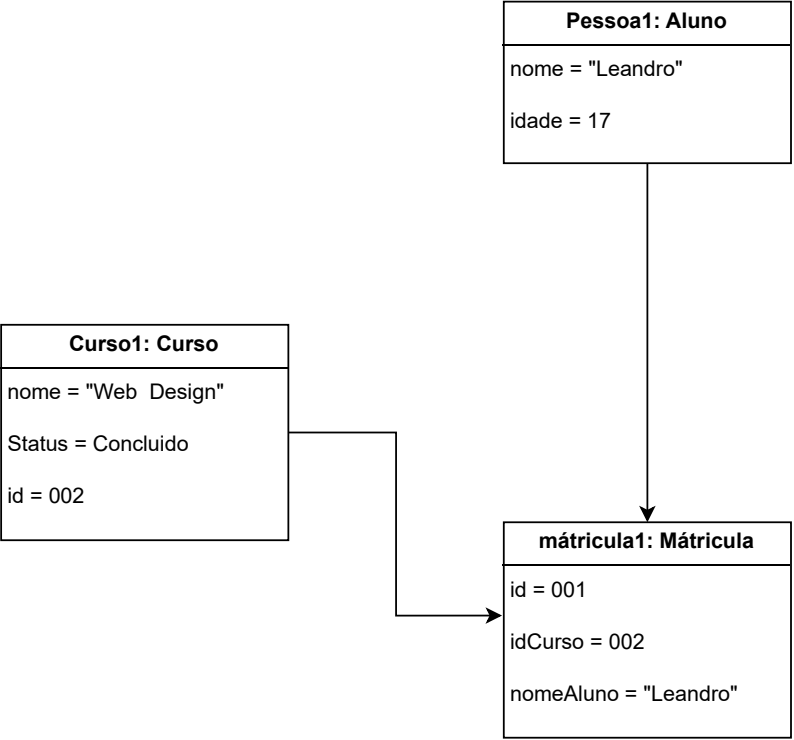 Pessoa1: Aluno
nome = "Leandro"
idade = 17
Curso1: Curso
nome = "Web  Design"
Status = Concluido
id = 002
mátricula1: Mátricula
id = 001
idCurso = 002
nomeAluno = "Leandro"